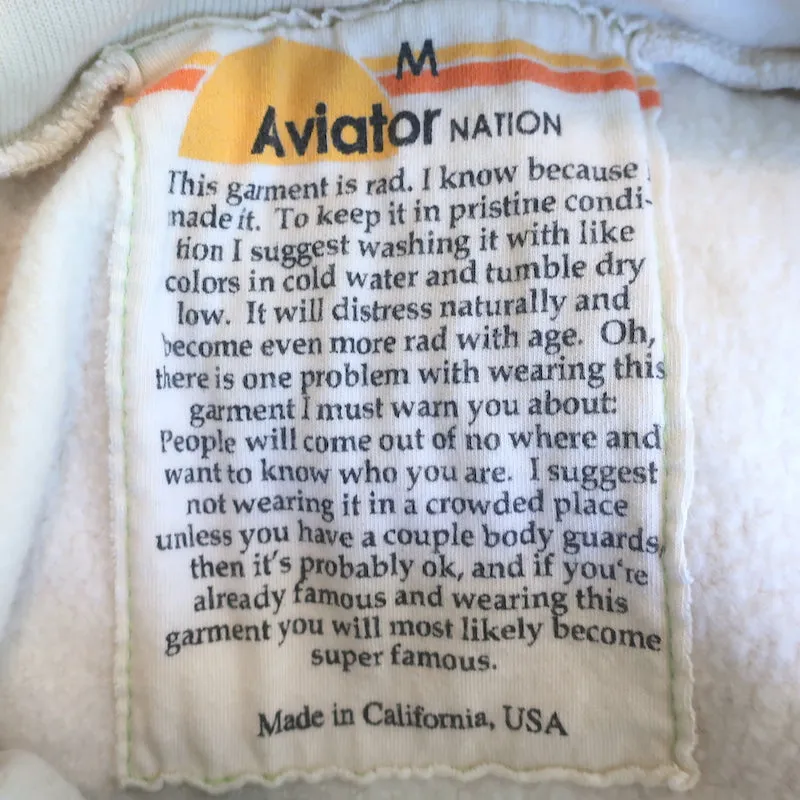 M
Aviator NATION
This garment is rad. I know because I
made it. To keep it in pristine condi-
tion I suggest washing it with like
colors in cold water and tumble dry
low. It will distress naturally and
become even more rad with age. Oh,
there is one problem with wearing this
garment I must warn you about:
People will come out of no where and
want to know who you are. I suggest
not wearing it in a crowded place
unless you have a couple body guards,
then it's probably ok, and if you're
already famous and wearing this
garment you will most likely become
super famous.
Made in California, USA